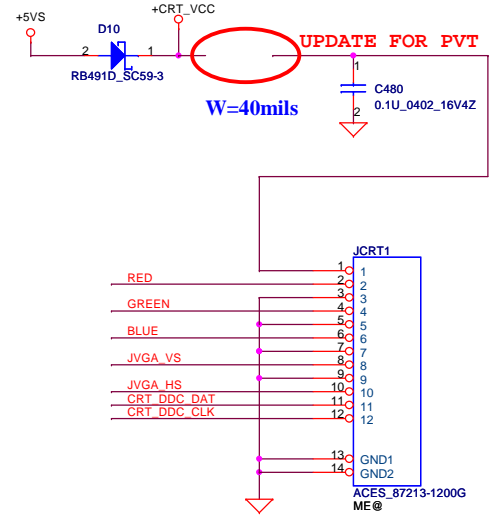 +5VS
+CRT_VCC
D10
2
1
RB491D_SC59-3
UPDATE FOR PVT
W=40mils
1
C480
0.1U_0402_16V4Z
2
JCRT1
1 1
RED 2 2
3 3
GREEN 4 4
5 5
BLUE 6 6
7 7
JVGA_VS 8 8
9 9
JVGA_HS 10 10
CRT_DDC_DAT 11 11
CRT_DDC_CLK 12 12
13 GND1
14 GND2
ACES_87213-1200G
ME@